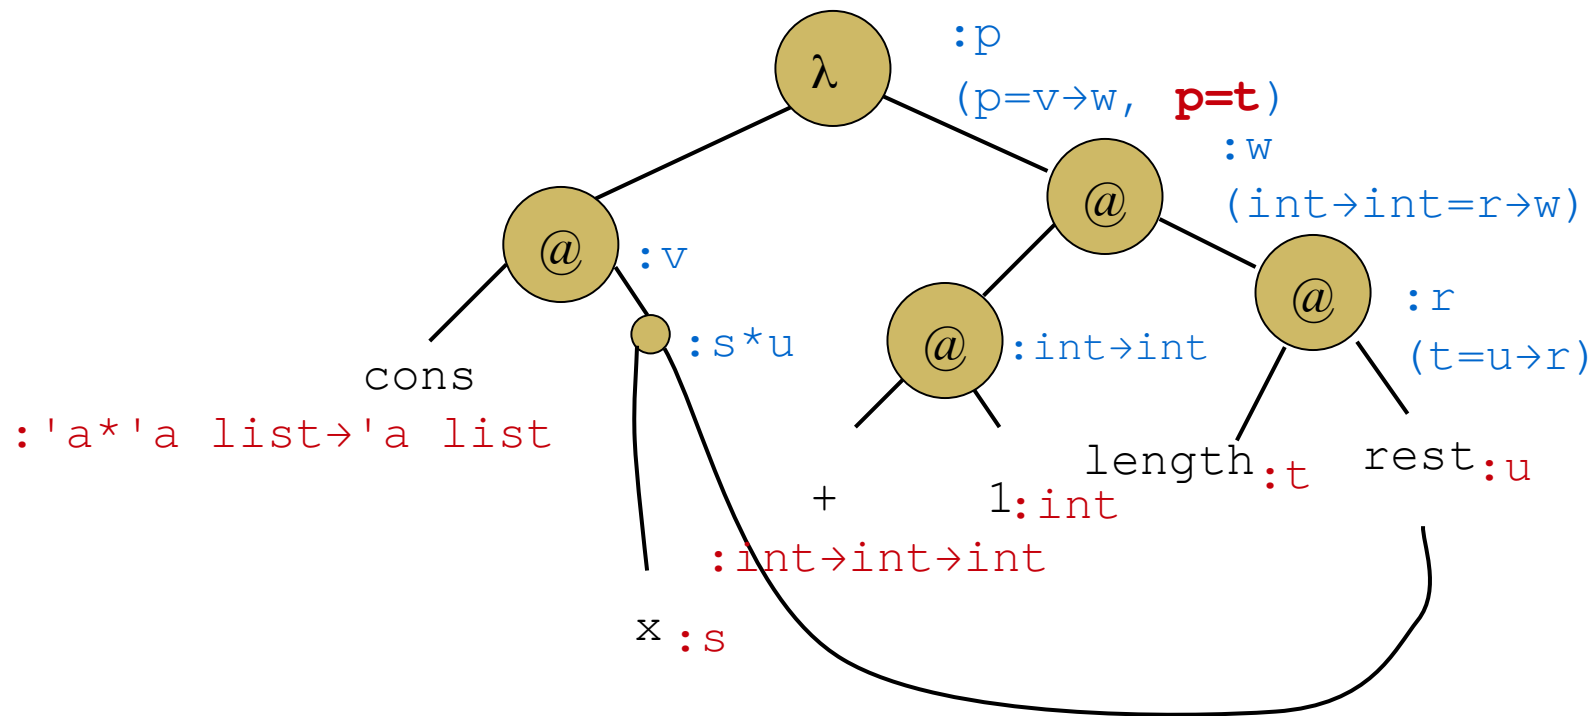 λ
:p
(p=v→w, p=t)
@
:w
(int→int=r→w)
@
:v
@
:r
(t=u→r)
:s*u
@
:int→int
cons
:'a*'a list→'a list
length:t
rest:u
+
1:int
:int→int→int
x:s